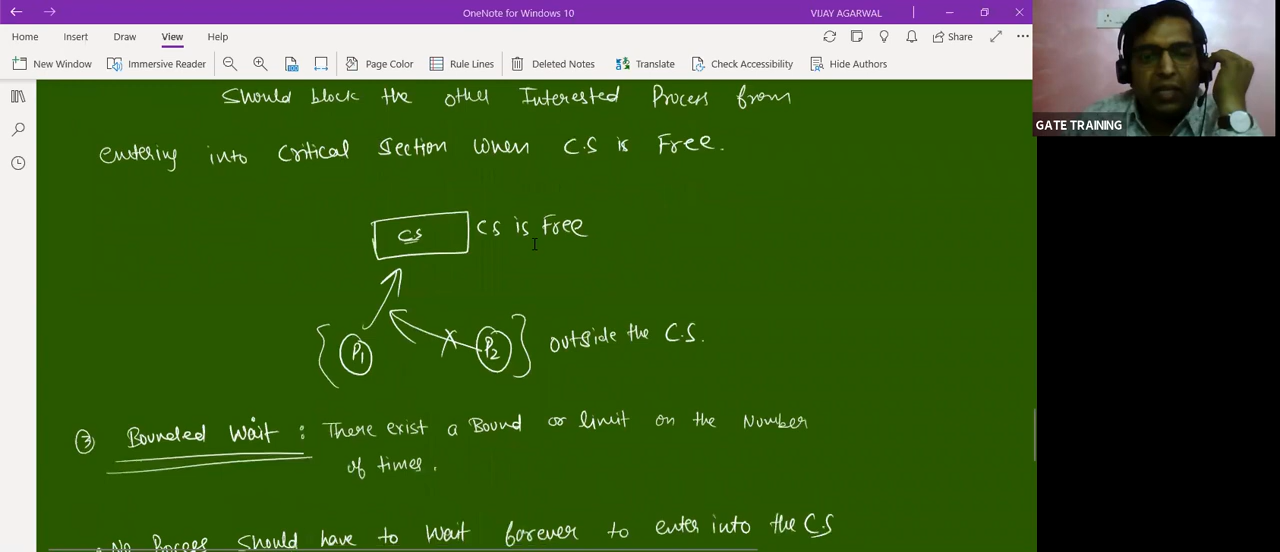 OneNote for Windows 10
VIJAY AGARWAL
Home Insert Draw View Help
Share
New Window Immersive Reader Page Color Rule Lines Deleted Notes Translate Check Accessibility Hide Authors
GATE TRAINING
Should block the other Interested Process from
entering into Critical Section when C.S is Free.
CS CS is Free
P1 P2 outside the C.S.
3 Bounded Wait : There exist a Bound or limit on the Number
of times.
No Process should have to wait forever to enter into the C.S